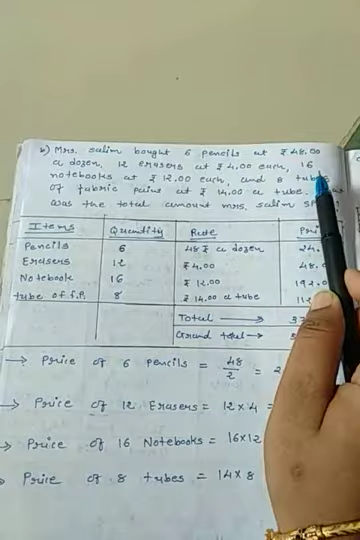 b) Mrs. Salim bought 6 pencils at ₹48.00
a dozen, 12 erasers at ₹4.00 each, 16
notebooks at ₹12.00 each, and 8 tubes
of fabric paint at ₹14.00 a tube.
was the total amount mrs. salim
Items Quantity Rate
Pencils 6 48₹ a dozen 24.
Erasers 12 ₹4.00 48.
Notebook 16 ₹12.00 192.0
tube of f.P. 8 ₹14.00 a tube 11
Total →
Grand total →
→ Price of 6 pencils = 48/2 = 2
→ Price of 12 Erasers = 12×4 =
→ Price of 16 Notebooks = 16×12
→ Price of 8 tubes = 14×8